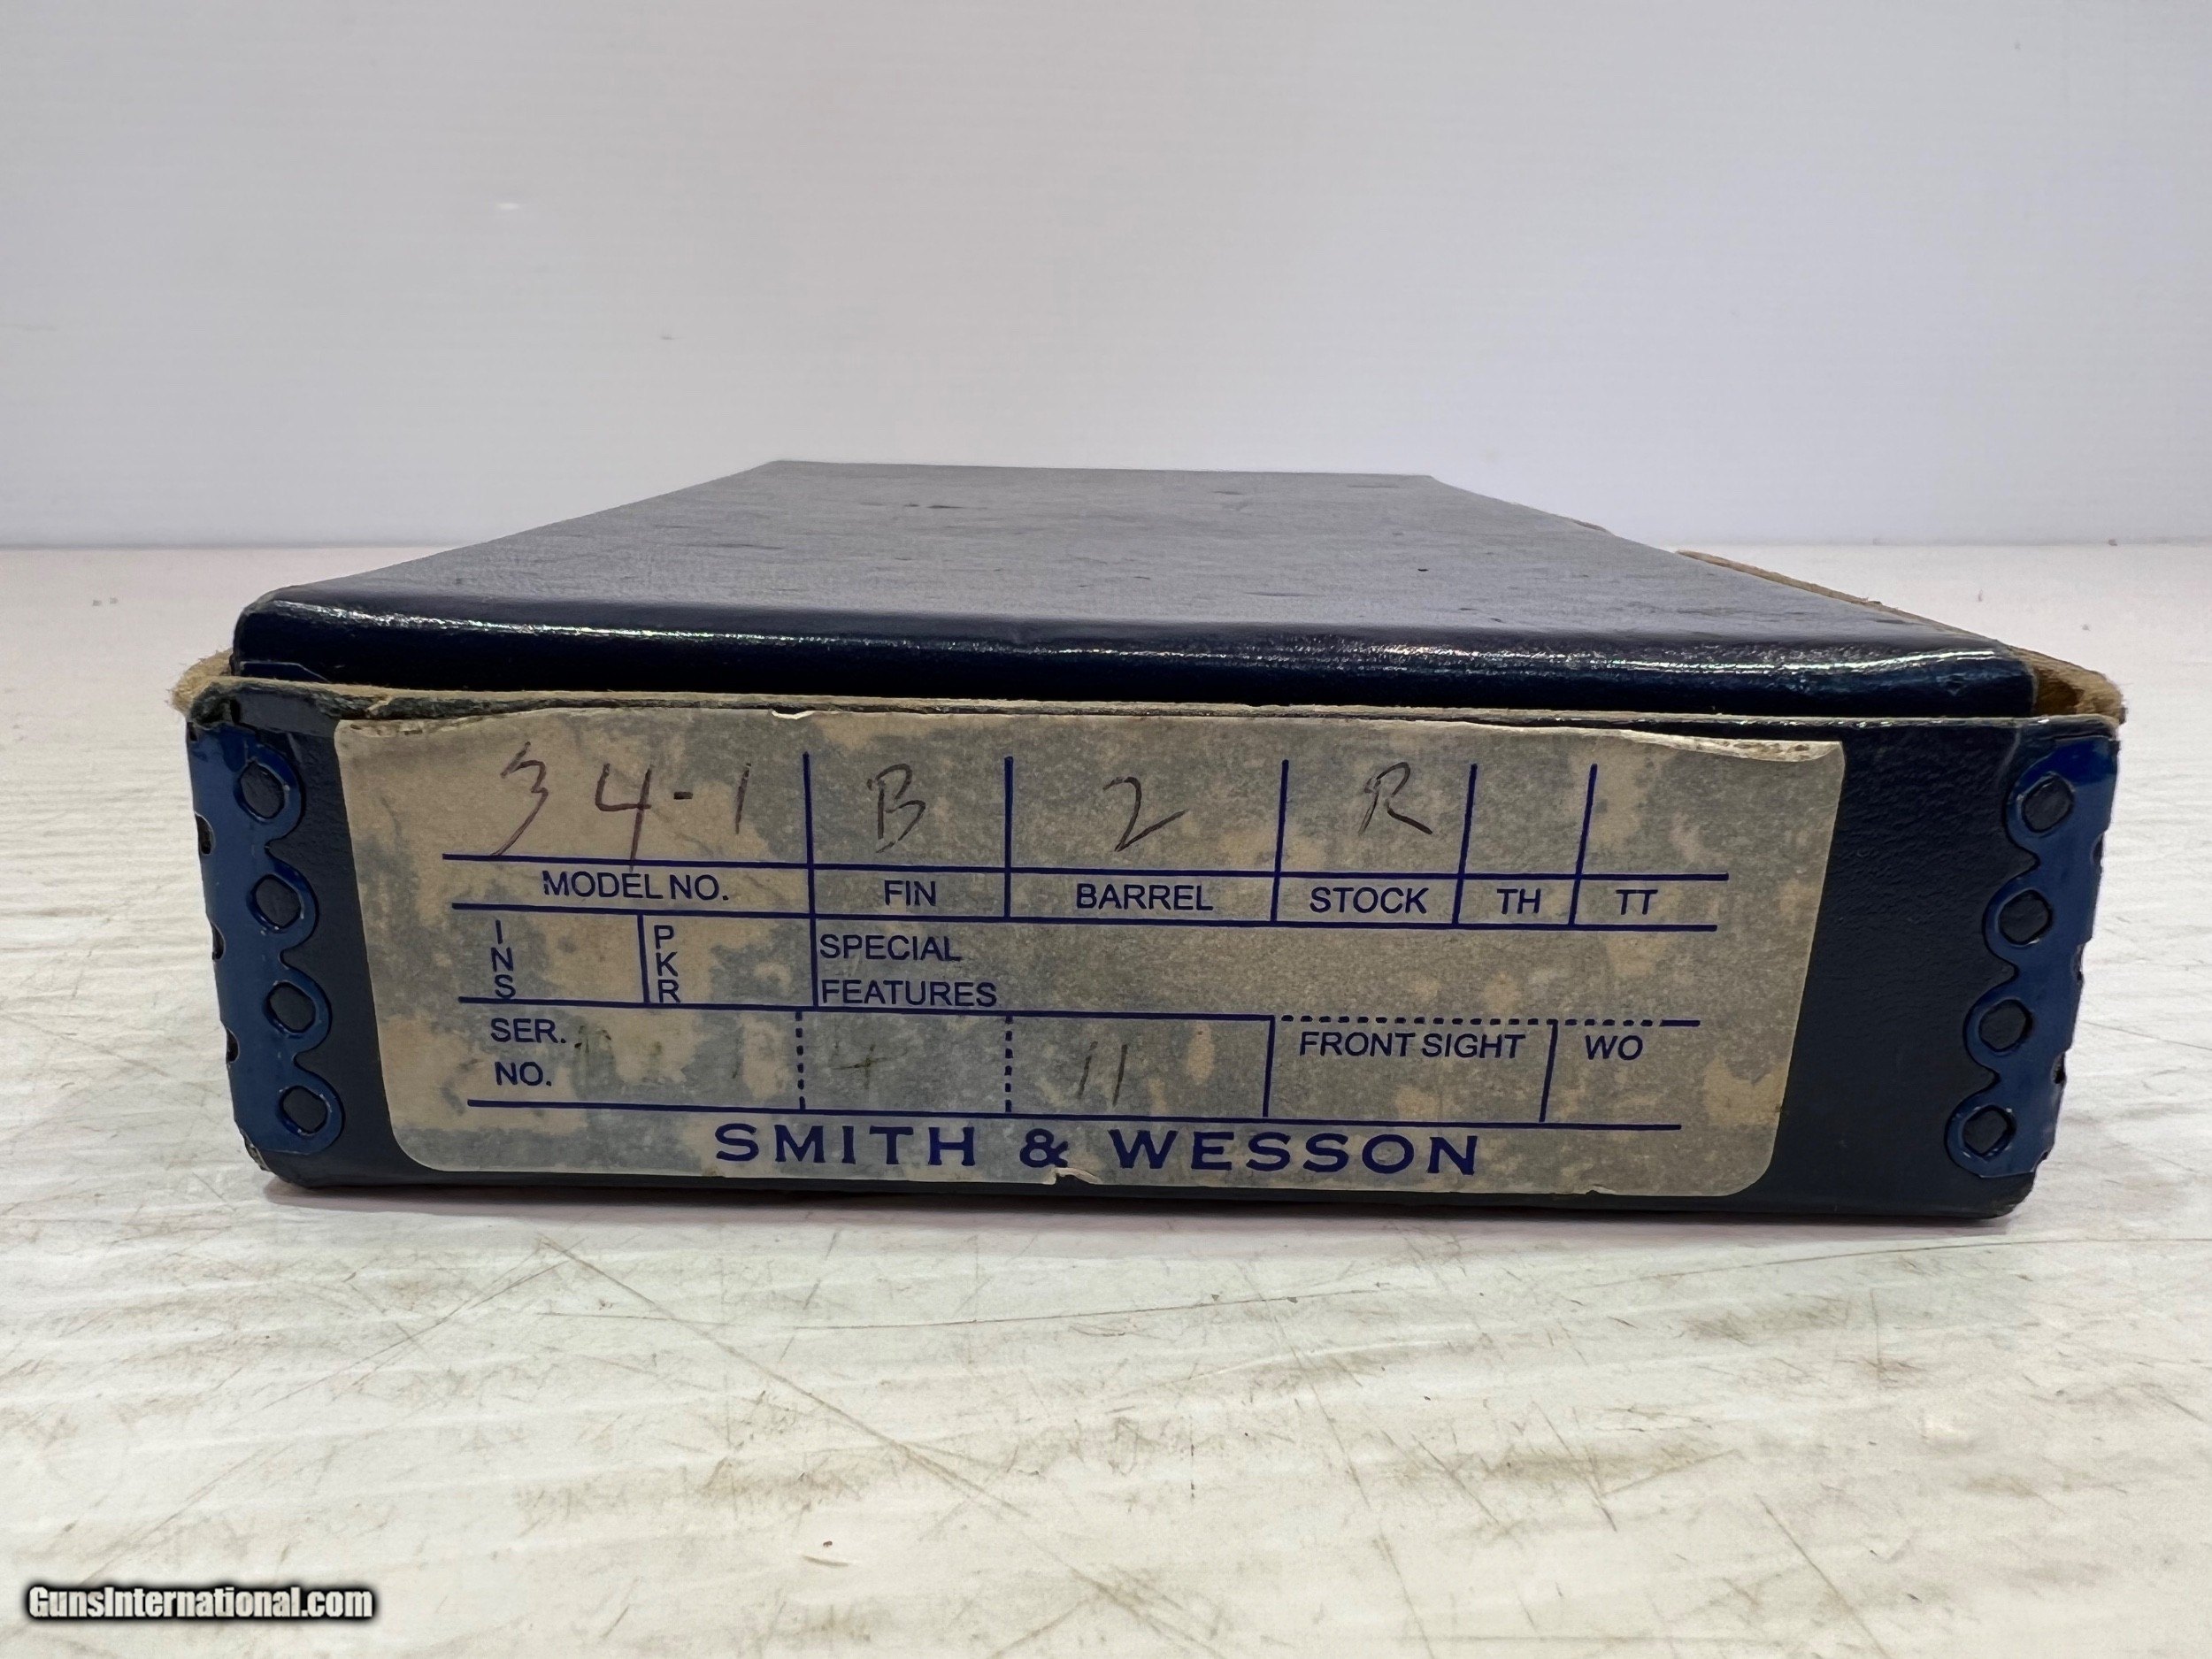 34-1 B 2 R
MODEL NO. FIN BARREL STOCK TH TT
INS PKR SPECIAL
FEATURES
SER. FRONT SIGHT WO
NO. 4 11
SMITH & WESSON
GunsInternational.com